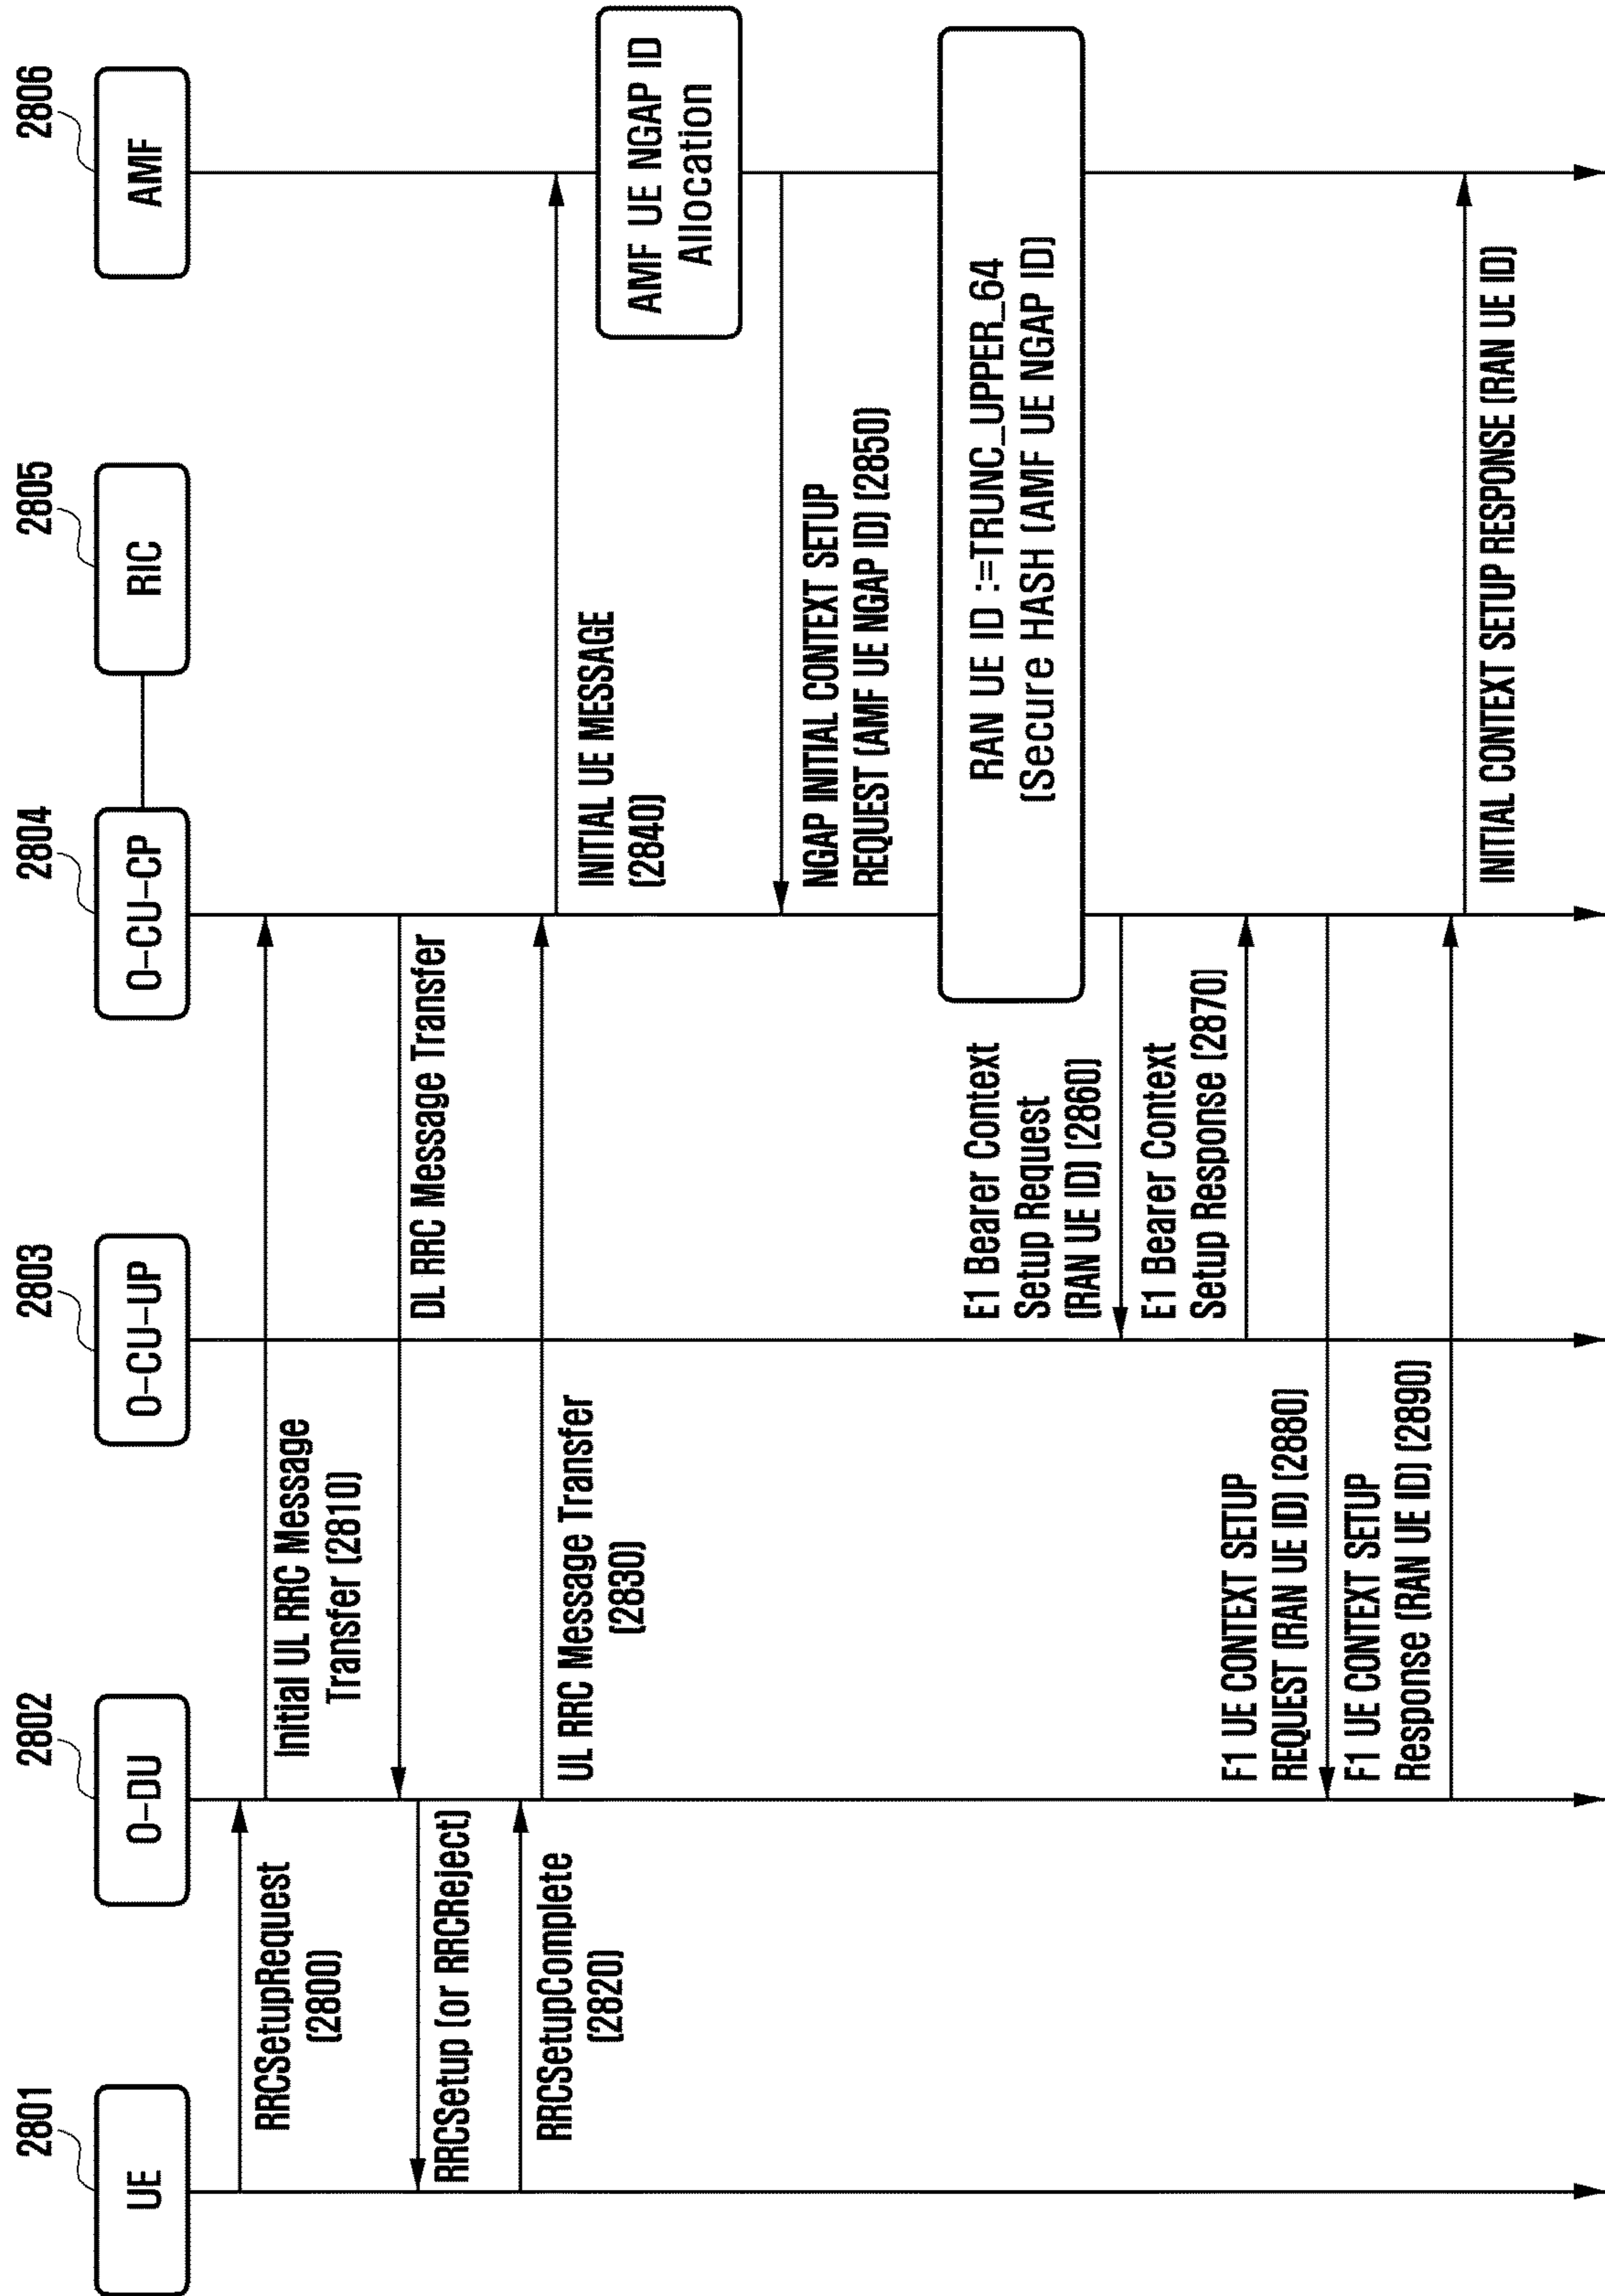 2801
2802
2803
2804
2805
2806
UE
O-DU
O-CU-UP
O-CU-CP
RIC
AMF
RRCSetupRequest
(2800)
Initial UL RRC Message
Transfer (2810)
DL RRC Message Transfer
RRCSetup (or RRCReject)
RRCSetupComplete
(2820)
UL RRC Message Transfer
(2830)
INITIAL UE MESSAGE
(2840)
AMF UE NGAP ID
Allocation
NGAP INITIAL CONTEXT SETUP
REQUEST (AMF UE NGAP ID) (2850)
RAN UE ID :=TRUNC_UPPER_64
(Secure HASH (AMF UE NGAP ID)
E1 Bearer Context
Setup Request
(RAN UE ID) (2860)
E1 Bearer Context
Setup Response (2870)
F1 UE CONTEXT SETUP
REQUEST (RAN UE ID) (2880)
F1 UE CONTEXT SETUP
Response (RAN UE ID) (2890)
INITIAL CONTEXT SETUP RESPONSE (RAN UE ID)